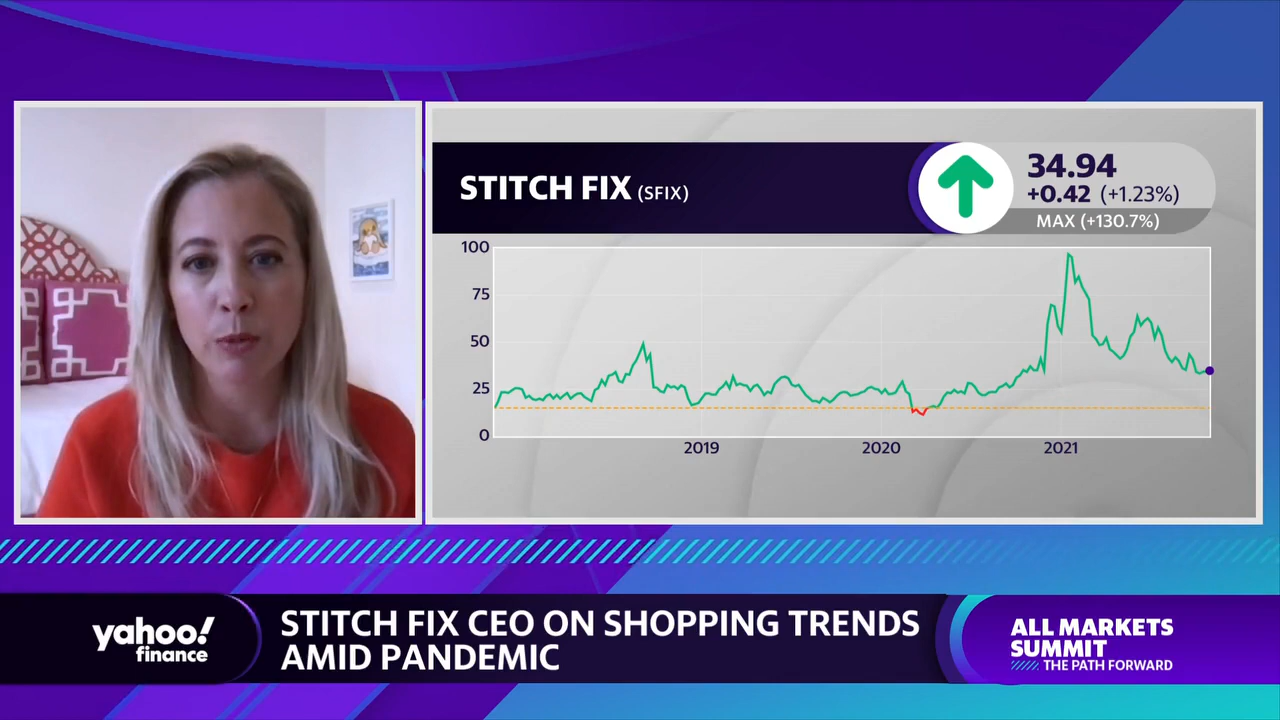 STITCH FIX (SFIX)
34.94
+0.42 (+1.23%)
MAX (+130.7%)
100
75
50
25
0
2019
2020
2021
yahoo!
finance
STITCH FIX CEO ON SHOPPING TRENDS
AMID PANDEMIC
ALL MARKETS
SUMMIT
THE PATH FORWARD